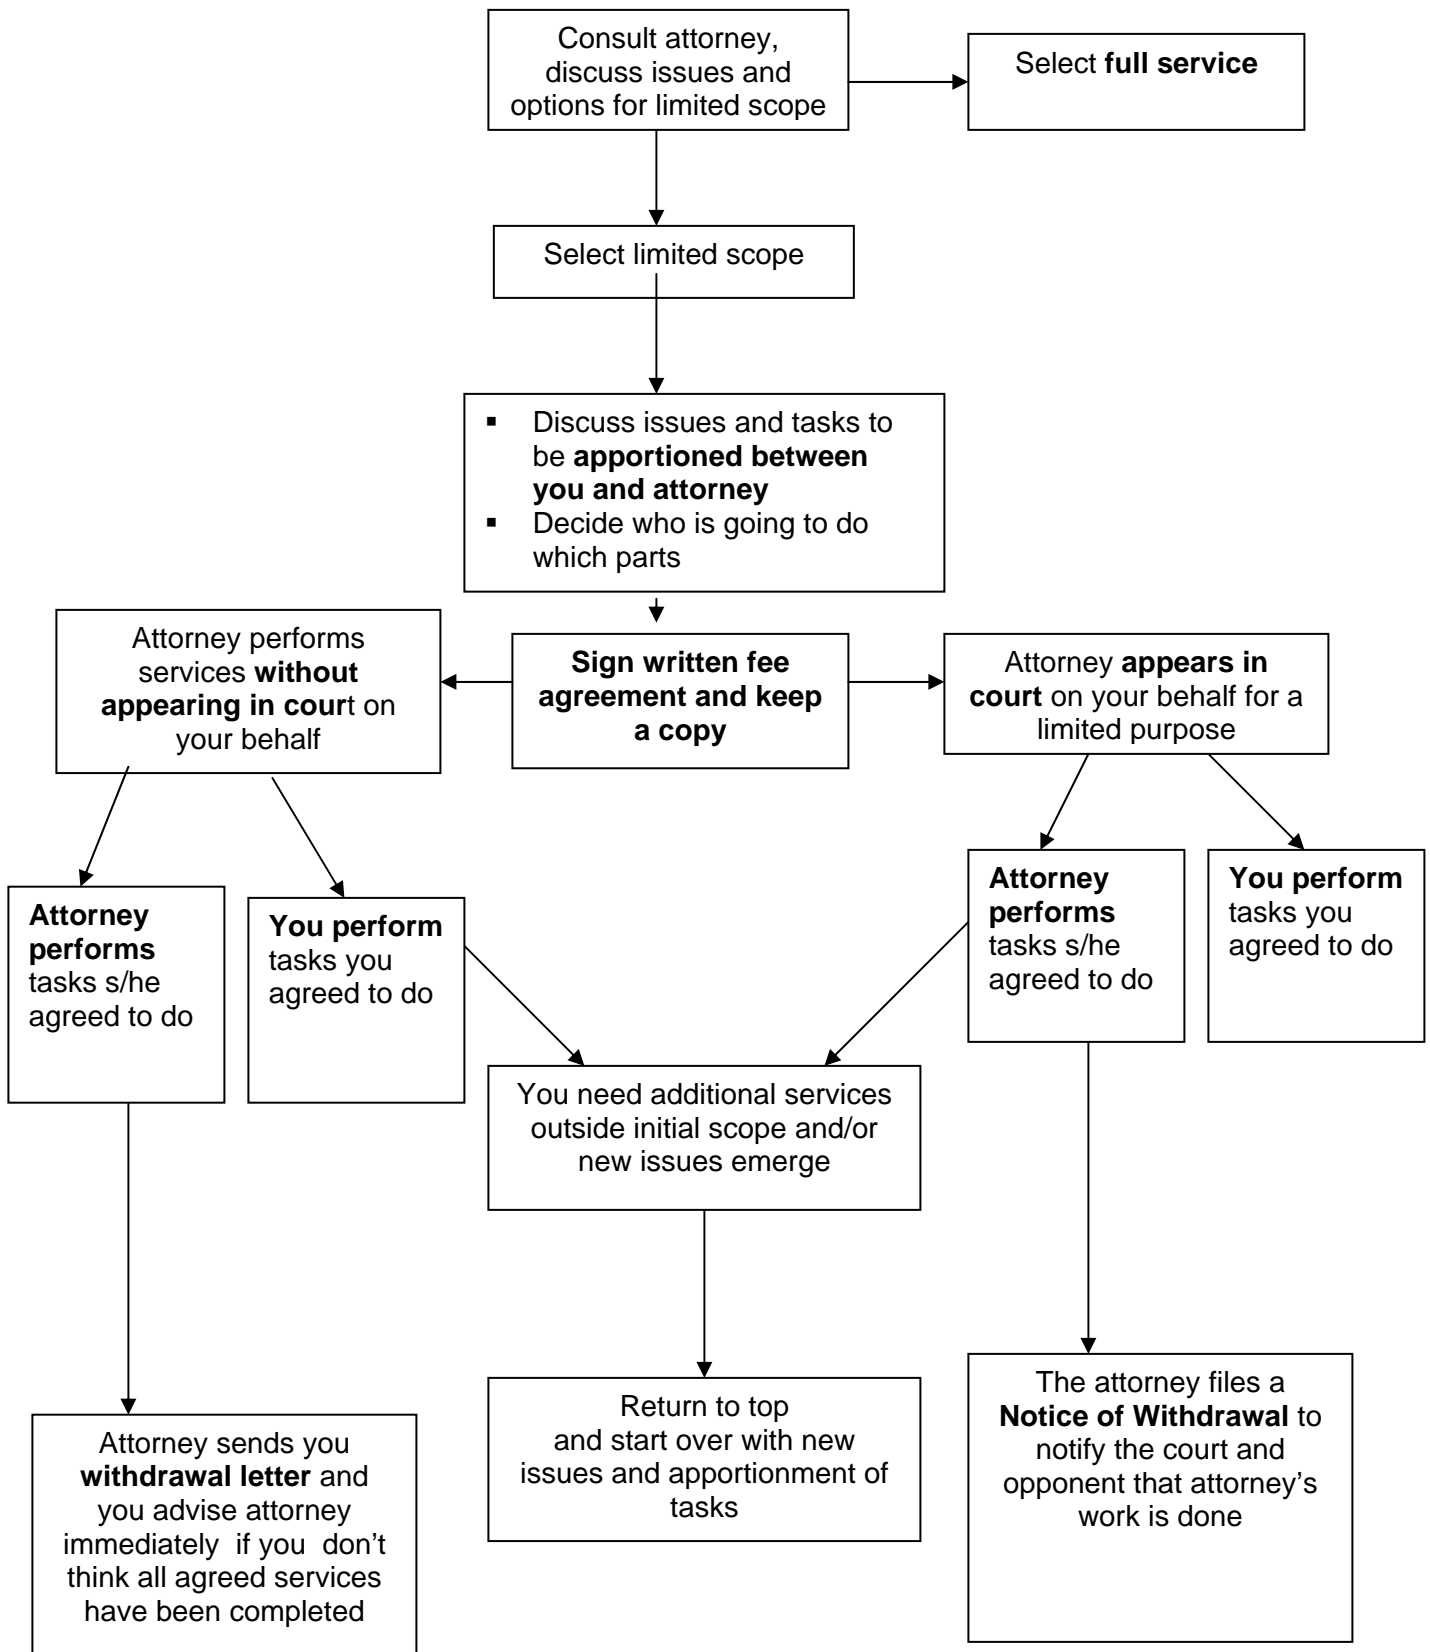 Consult attorney,
discuss issues and
options for limited scope
Select full service
Select limited scope
▪ Discuss issues and tasks to
be apportioned between
you and attorney
▪ Decide who is going to do
which parts
Attorney performs
services without
appearing in court on
your behalf
Sign written fee
agreement and keep
a copy
Attorney appears in
court on your behalf for a
limited purpose
Attorney
performs
tasks s/he
agreed to do
You perform
tasks you
agreed to do
Attorney
performs
tasks s/he
agreed to do
You perform
tasks you
agreed to do
You need additional services
outside initial scope and/or
new issues emerge
Attorney sends you
withdrawal letter and
you advise attorney
immediately if you don't
think all agreed services
have been completed
Return to top
and start over with new
issues and apportionment of
tasks
The attorney files a
Notice of Withdrawal to
notify the court and
opponent that attorney's
work is done